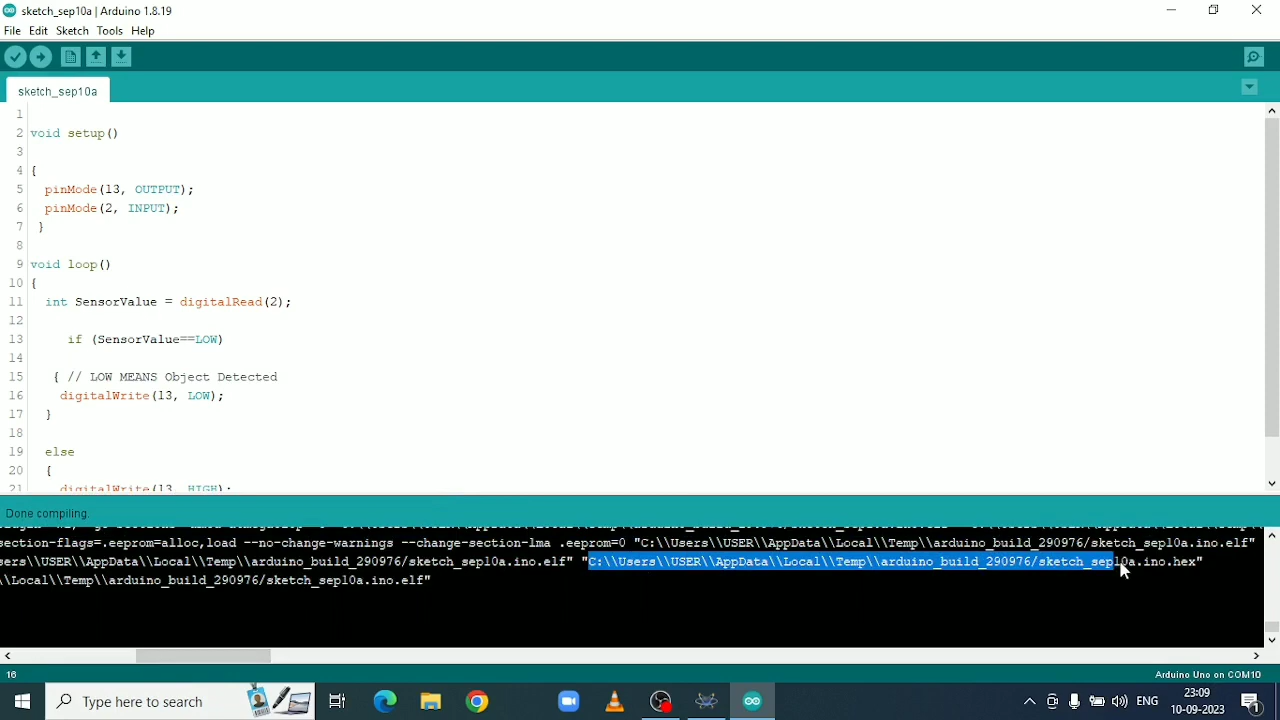 sketch_sep10a | Arduino 1.8.19
File Edit Sketch Tools Help
sketch_sep10a
1
2 void setup()
3
4 {
5 pinMode(13, OUTPUT);
6 pinMode(2, INPUT);
7 }
8
9 void loop()
10 {
11 int SensorValue = digitalRead(2);
12
13 if (SensorValue==LOW)
14
15 { // LOW MEANS Object Detected
16 digitalWrite(13, LOW);
17 }
18
19 else
20 {
21 digitalWrite(13, HIGH);
Done compiling.
section-flags=.eeprom=alloc,load --no-change-warnings --change-section-lma .eeprom=0 "C:\\Users\\USER\\AppData\\Local\\Temp\\arduino_build_290976/sketch_sep10a.ino.elf"
sers\\USER\\AppData\\Local\\Temp\\arduino_build_290976/sketch_sep10a.ino.elf" "C:\\Users\\USER\\AppData\\Local\\Temp\\arduino_build_290976/sketch_sep10a.ino.hex"
\\Local\\Temp\\arduino_build_290976/sketch_sep10a.ino.elf"
16 Arduino Uno on COM10
Type here to search
ENG
23:09
10-09-2023
1